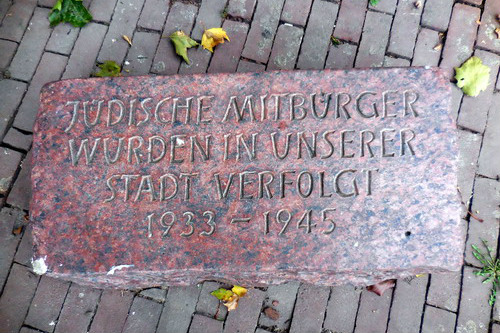 JÜDISCHE MITBÜRGER
WURDEN IN UNSERER
STADT VERFOLGT
1933 - 1945